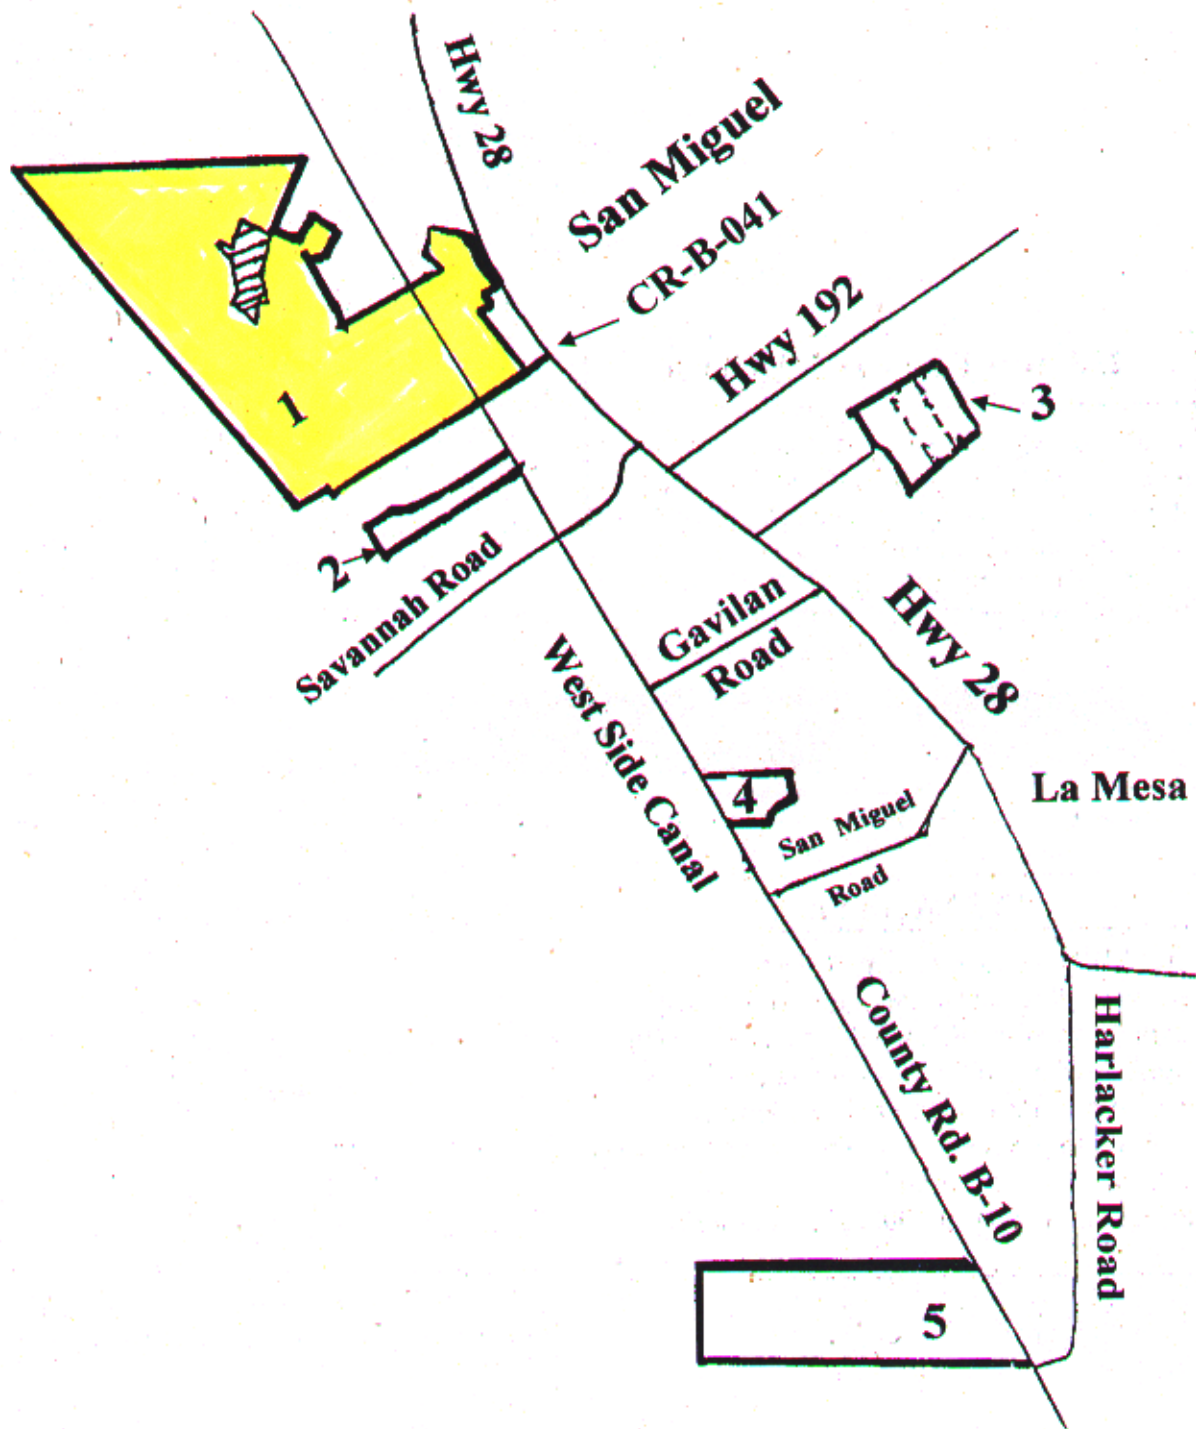 Hwy 28
San Miguel
CR-B-041
Hwy 192
1
3
2
Savannah Road
Gavilan
Road
Hwy 28
West Side Canal
4
La Mesa
San Miguel
Road
County Rd. B-10
Harlacker Road
5